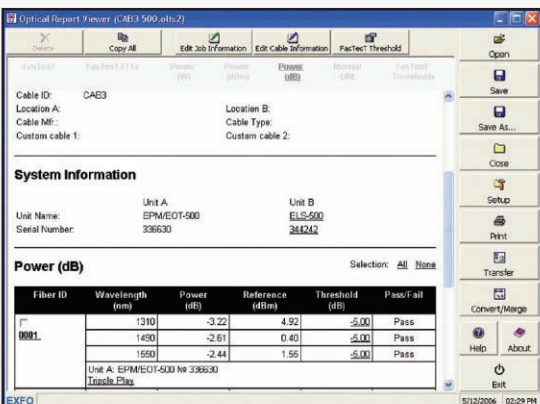 Optical Report Viewer (CAB3 500.olts2)
Delete Copy All Edit Job Information Edit Cable Information FasTesT Threshold
FasTesT FasTesT TTTs Power (W) Power (dBm) Power (dB) Manual ORL FasTesT Thresholds
Cable ID: CAB3
Location A: Location B:
Cable Mfr.: Cable Type:
Custom cable 1: Custom cable 2:
System Information
Unit A Unit B
Unit Name: EPM/EOT-500 ELS-500
Serial Number: 336630 344242
Power (dB) Selection: All None
Fiber ID Wavelength (nm) Power (dB) Reference (dBm) Threshold (dB) Pass/Fail
0001 1310 -3.22 4.92 -5.00 Pass
1490 -2.61 0.40 -5.00 Pass
1550 -2.44 1.55 -5.00 Pass
Unit A: EPM/EOT-500 № 336630
Tripple Play
Open
Save
Save As...
Close
Setup
Print
Transfer
Convert/Merge
Help About
Exit
EXFO 5/12/2006 02:29 PM